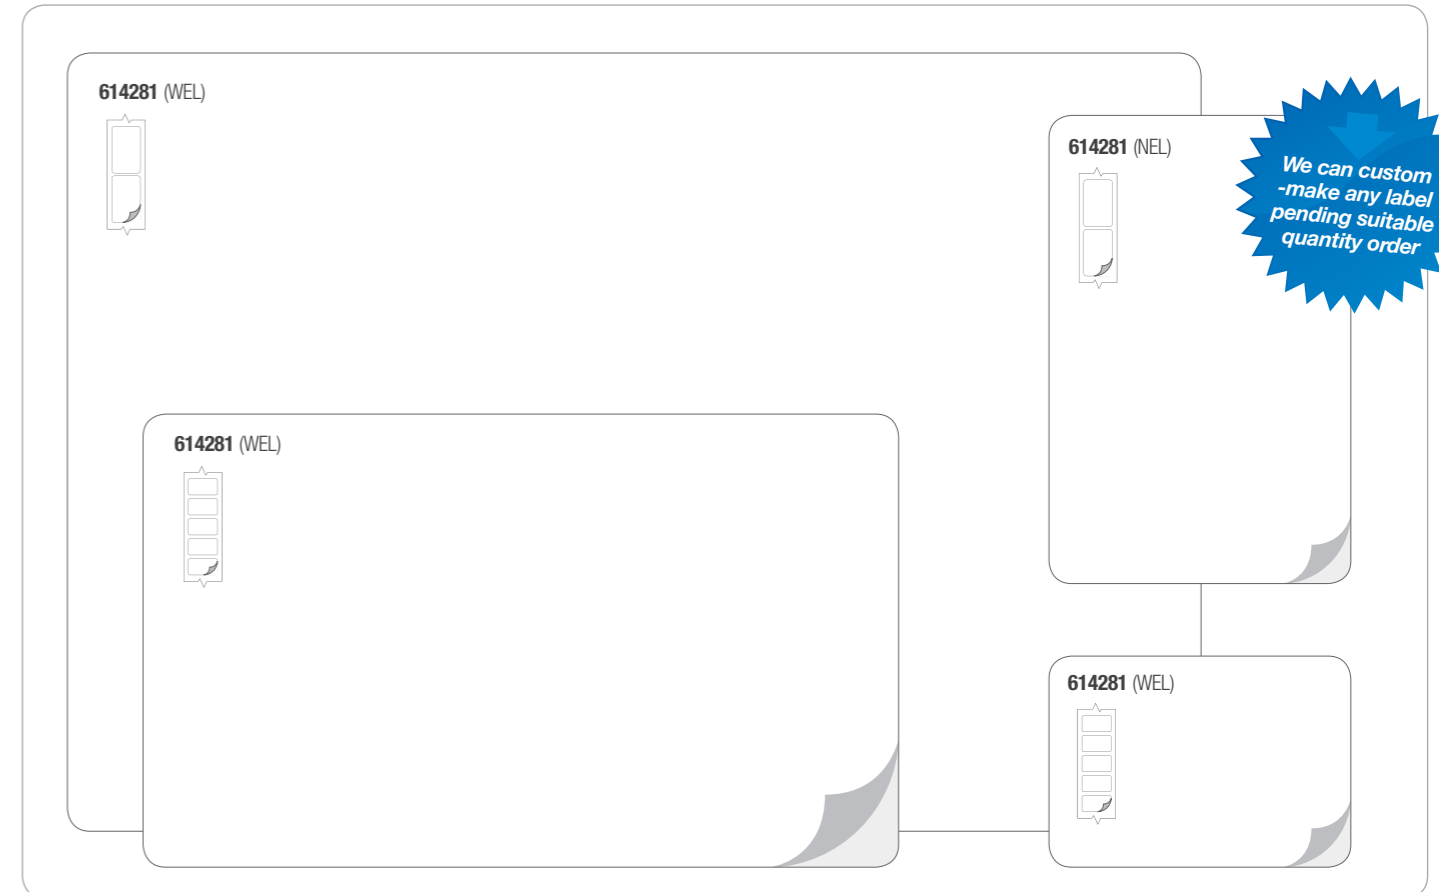 614281 (WEL)
614281 (NEL)
We can custom
-make any label
pending suitable
quantity order
614281 (WEL)
614281 (WEL)